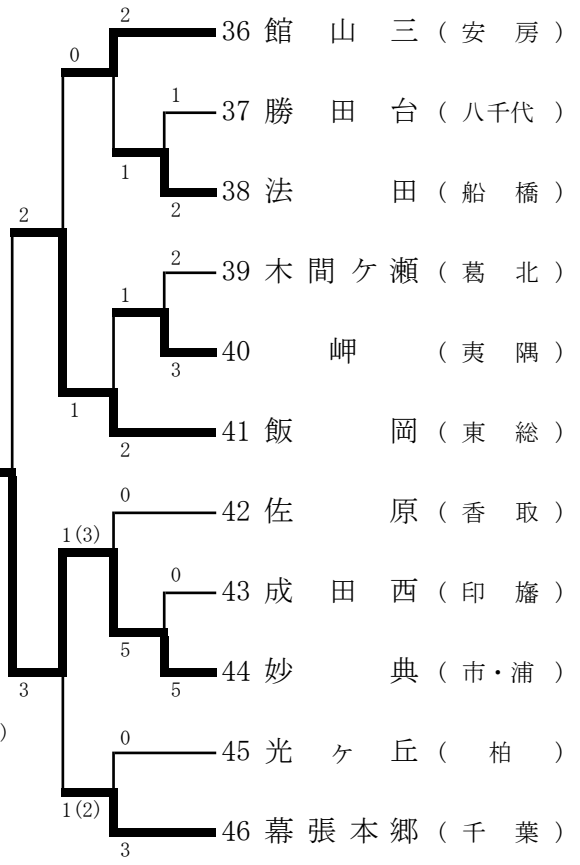 2
36 館山三 (安房)
0
1
37 勝田台 (八千代)
1
38 法田 (船橋)
2
2
2
39 木間ケ瀬 (葛北)
1
40 岬 (夷隅)
3
1
41 飯岡 (東総)
2
0
42 佐原 (香取)
1(3)
0
43 成田西 (印旛)
5
44 妙典 (市・浦)
3
5
)
0
45 光ヶ丘 (柏)
1(2)
46 幕張本郷 (千葉)
3